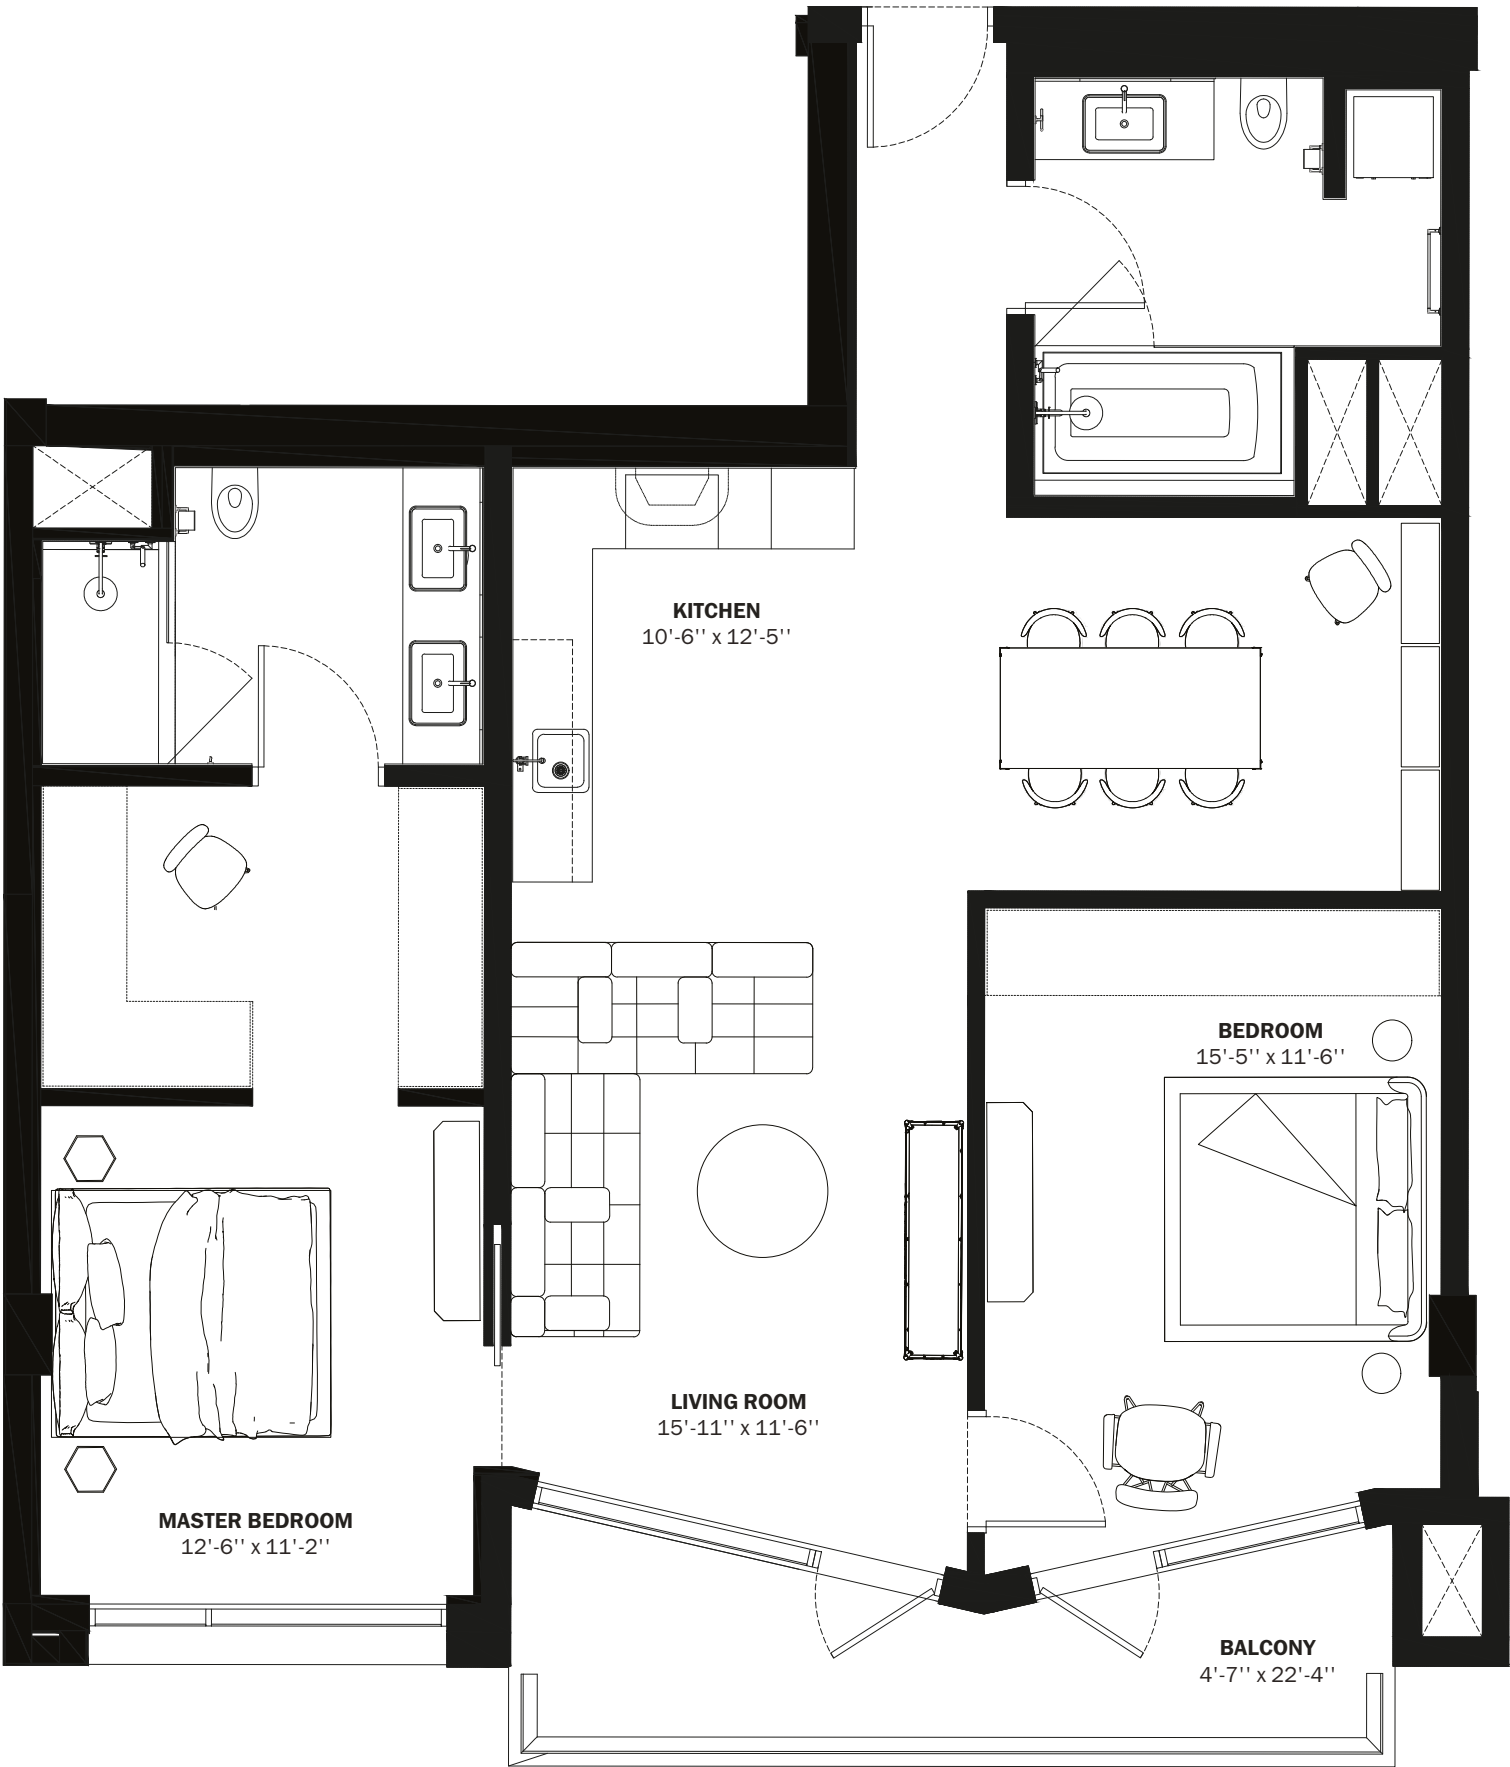 KITCHEN
10'-6'' x 12'-5''
BEDROOM
15'-5'' x 11'-6''
LIVING ROOM
15'-11'' x 11'-6''
MASTER BEDROOM
12'-6'' x 11'-2''
BALCONY
4'-7'' x 22'-4''